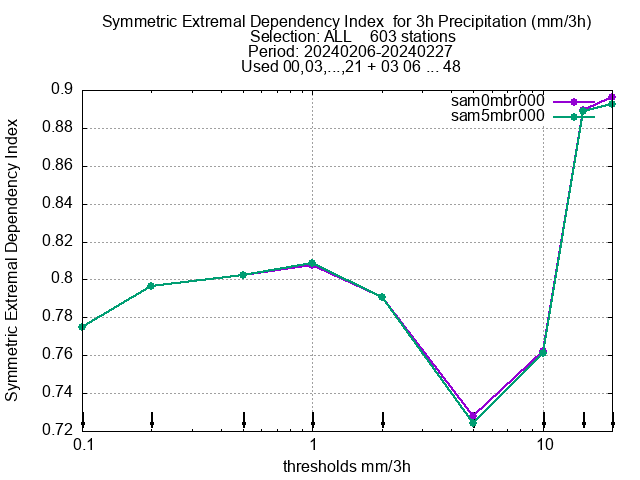 Symmetric Extremal Dependency Index  for 3h Precipitation (mm/3h)
Selection: ALL    603 stations
Period: 20240206-20240227
Used 00,03,...,21 + 03 06 ... 48
sam0mbr000
sam5mbr000
Symmetric Extremal Dependency Index
0.9
0.88
0.86
0.84
0.82
0.8
0.78
0.76
0.74
0.72
0.1 1 10
thresholds mm/3h